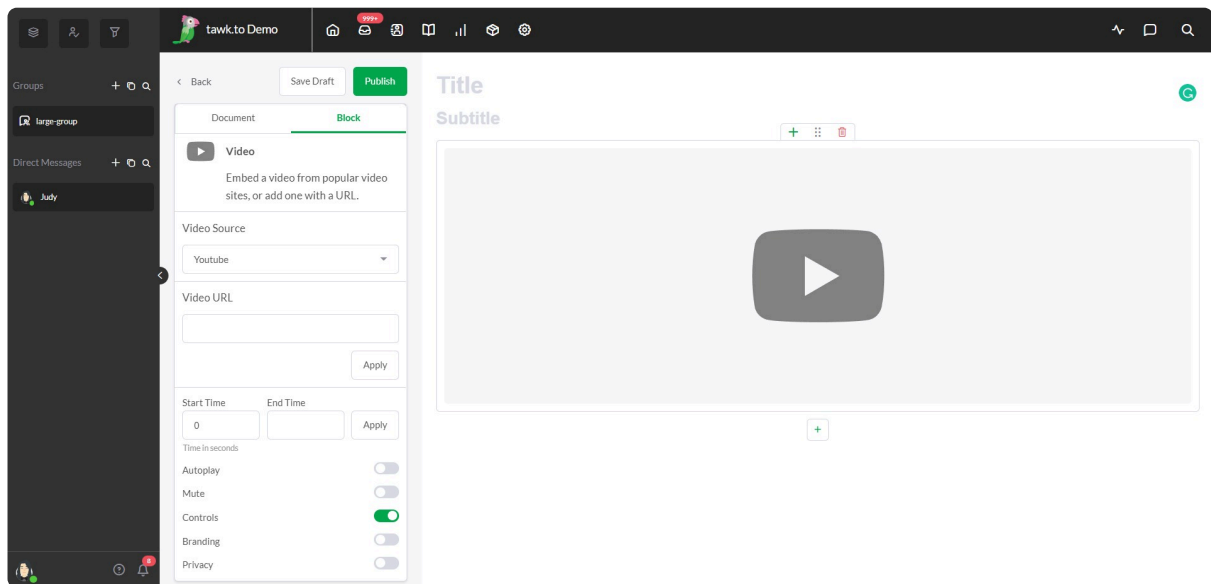 tawk.to Demo
999+
Groups
large-group
Direct Messages
Judy
8
Back
Save Draft
Publish
Document
Block
Video
Embed a video from popular video
sites, or add one with a URL.
Video Source
Youtube
Video URL
Apply
Start Time
End Time
0
Apply
Time in seconds
Autoplay
Mute
Controls
Branding
Privacy
Title
Subtitle